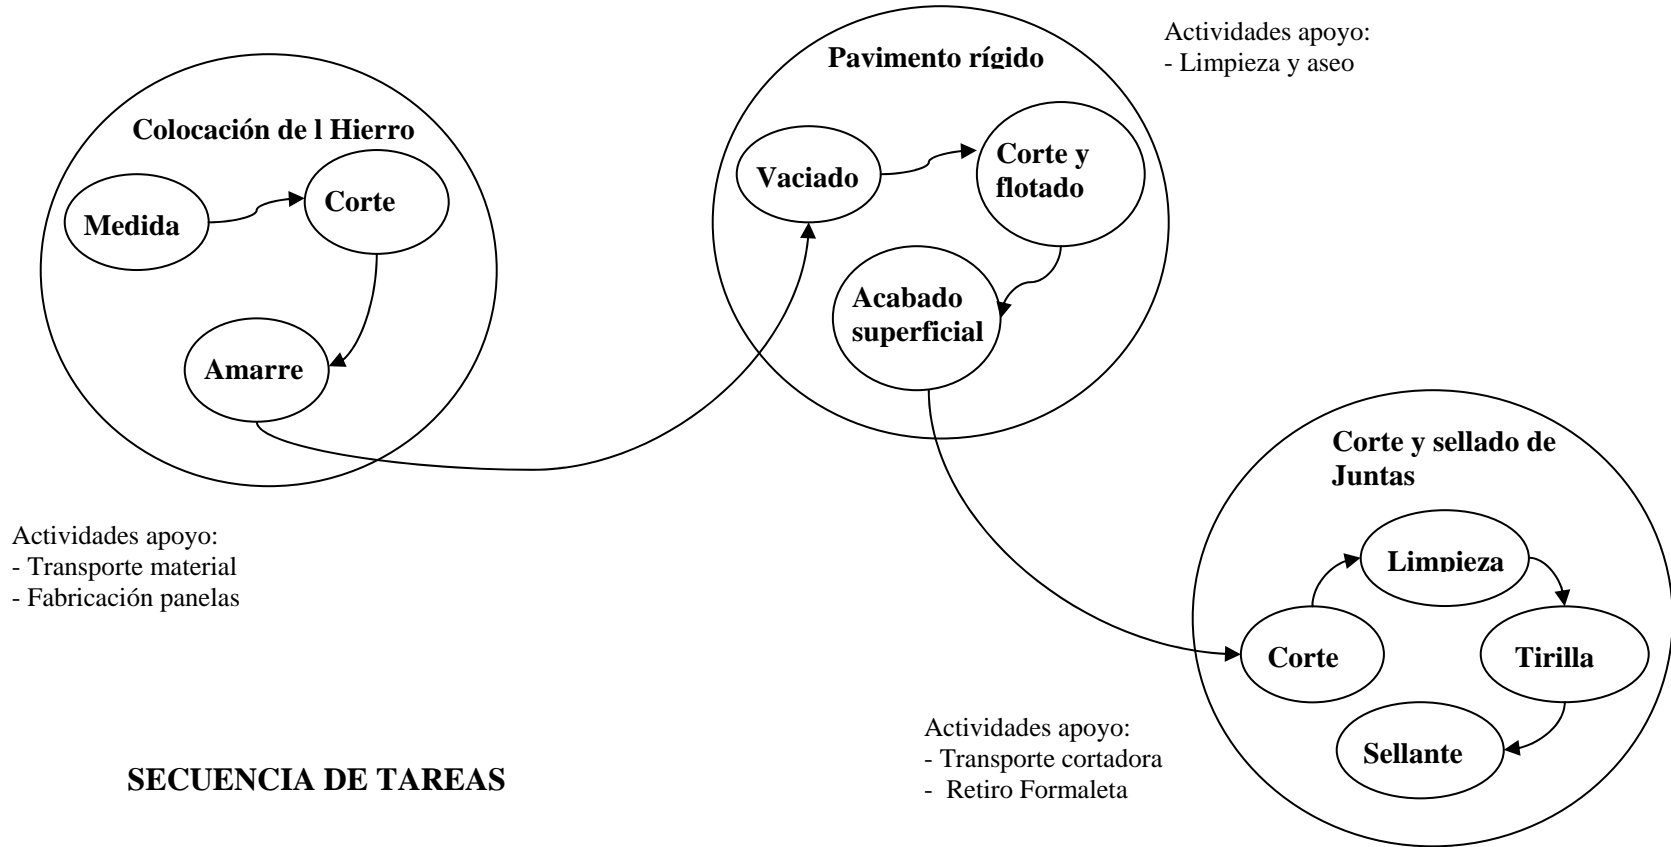 Actividades apoyo:
- Limpieza y aseo
Pavimento rígido
Vaciado
Corte y
flotado
Acabado
superficial
Colocación de l Hierro
Medida
Corte
Amarre
Actividades apoyo:
- Transporte material
- Fabricación panelas
Corte y sellado de
Juntas
Limpieza
Corte
Tirilla
Sellante
Actividades apoyo:
- Transporte cortadora
- Retiro Formaleta
SECUENCIA DE TAREAS